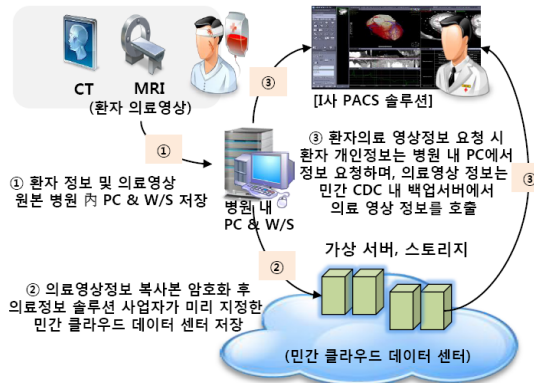 CT
MRI
(환자 의료영상)
③
[I사 PACS 솔루션]
①
① 환자 정보 및 의료영상
원본 병원 內 PC & W/S 저장
병원 내
PC & W/S
③ 환자의료 영상정보 요청 시
환자 개인정보는 병원 내 PC에서
정보 요청하며, 의료영상 정보는
민간 CDC 내 백업서버에서
의료 영상 정보를 호출
③
②
가상 서버, 스토리지
② 의료영상정보 복사본 암호화 후
의료정보 솔루션 사업자가 미리 지정한
민간 클라우드 데이터 센터 저장
(민간 클라우드 데이터 센터)